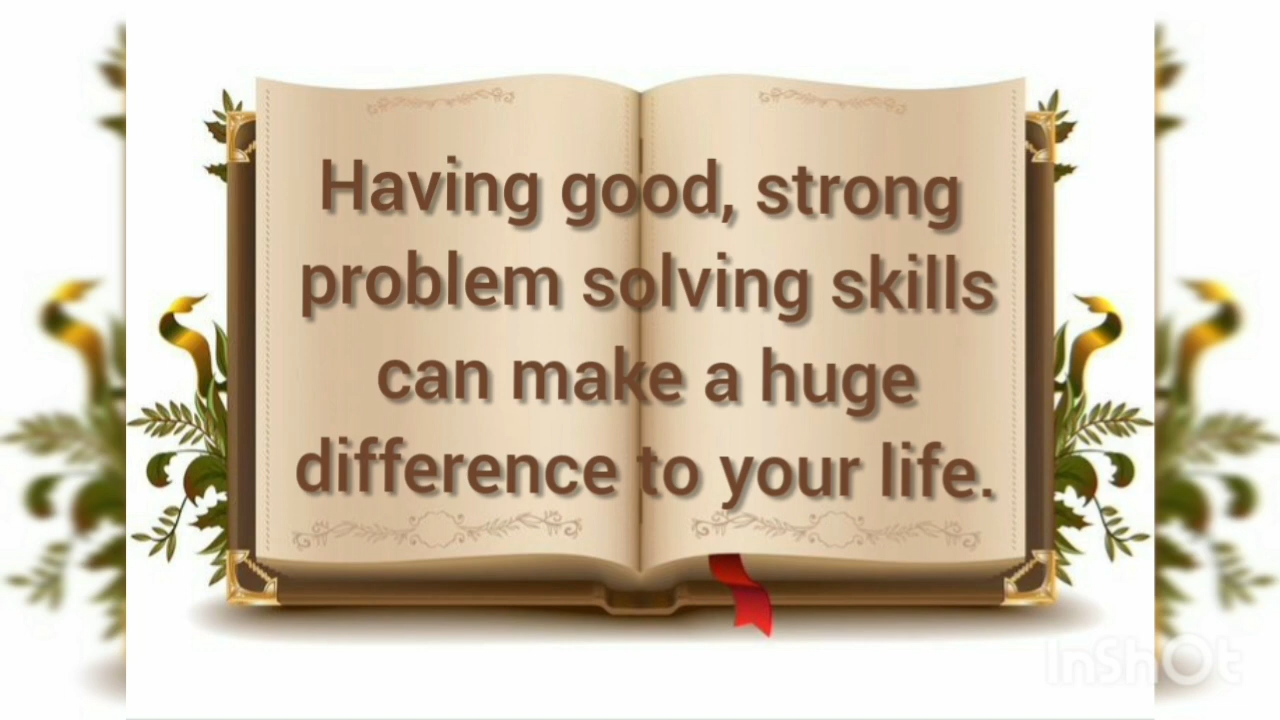 Having good, strong
problem solving skills
can make a huge
difference to your life.
InShOt